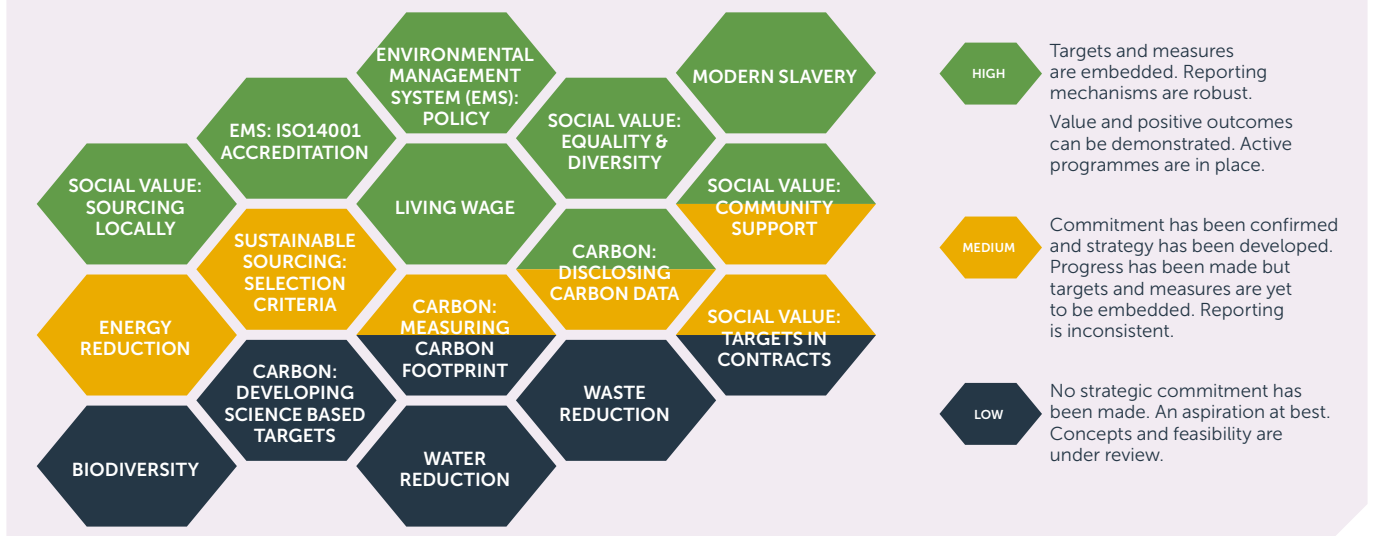 ENVIRONMENTAL
MANAGEMENT
SYSTEM (EMS):
POLICY
MODERN SLAVERY
EMS: ISO14001
ACCREDITATION
SOCIAL VALUE:
EQUALITY &
DIVERSITY
SOCIAL VALUE:
SOURCING
LOCALLY
LIVING WAGE
SOCIAL VALUE:
COMMUNITY
SUPPORT
SUSTAINABLE
SOURCING:
SELECTION
CRITERIA
CARBON:
DISCLOSING
CARBON DATA
ENERGY
REDUCTION
CARBON:
MEASURING
CARBON
FOOTPRINT
SOCIAL VALUE:
TARGETS IN
CONTRACTS
CARBON:
DEVELOPING
SCIENCE BASED
TARGETS
WASTE
REDUCTION
BIODIVERSITY
WATER
REDUCTION
HIGH
Targets and measures
are embedded. Reporting
mechanisms are robust.
Value and positive outcomes
can be demonstrated. Active
programmes are in place.
MEDIUM
Commitment has been confirmed
and strategy has been developed.
Progress has been made but
targets and measures are yet
to be embedded. Reporting
is inconsistent.
LOW
No strategic commitment has
been made. An aspiration at best.
Concepts and feasibility are
under review.